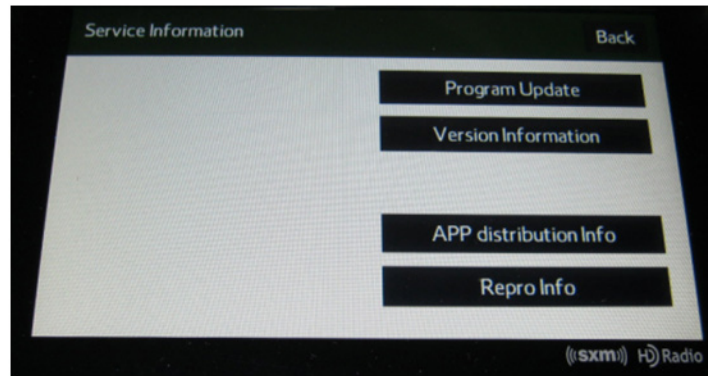 Service Information
Back
Program Update
Version Information
APP distribution Info
Repro Info
((sxm)) HD Radio